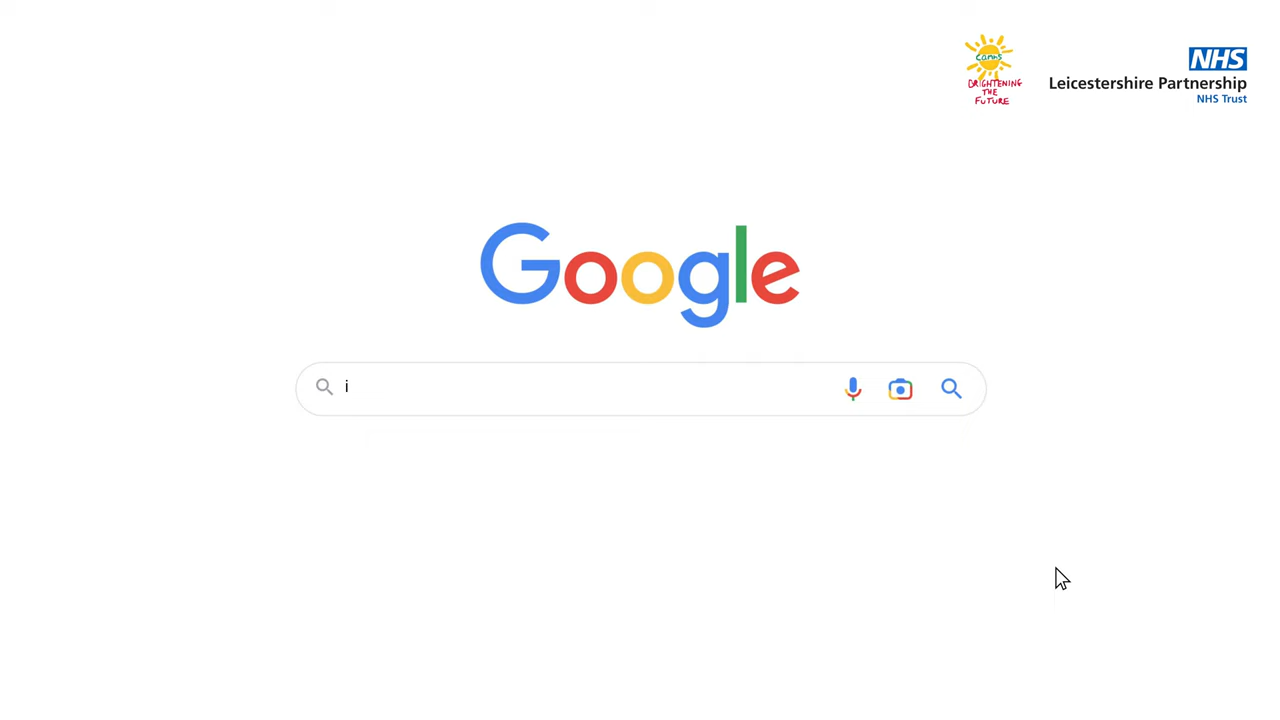 camhs
BRIGHTENING
THE
FUTURE
NHS
Leicestershire Partnership
NHS Trust
Google
i